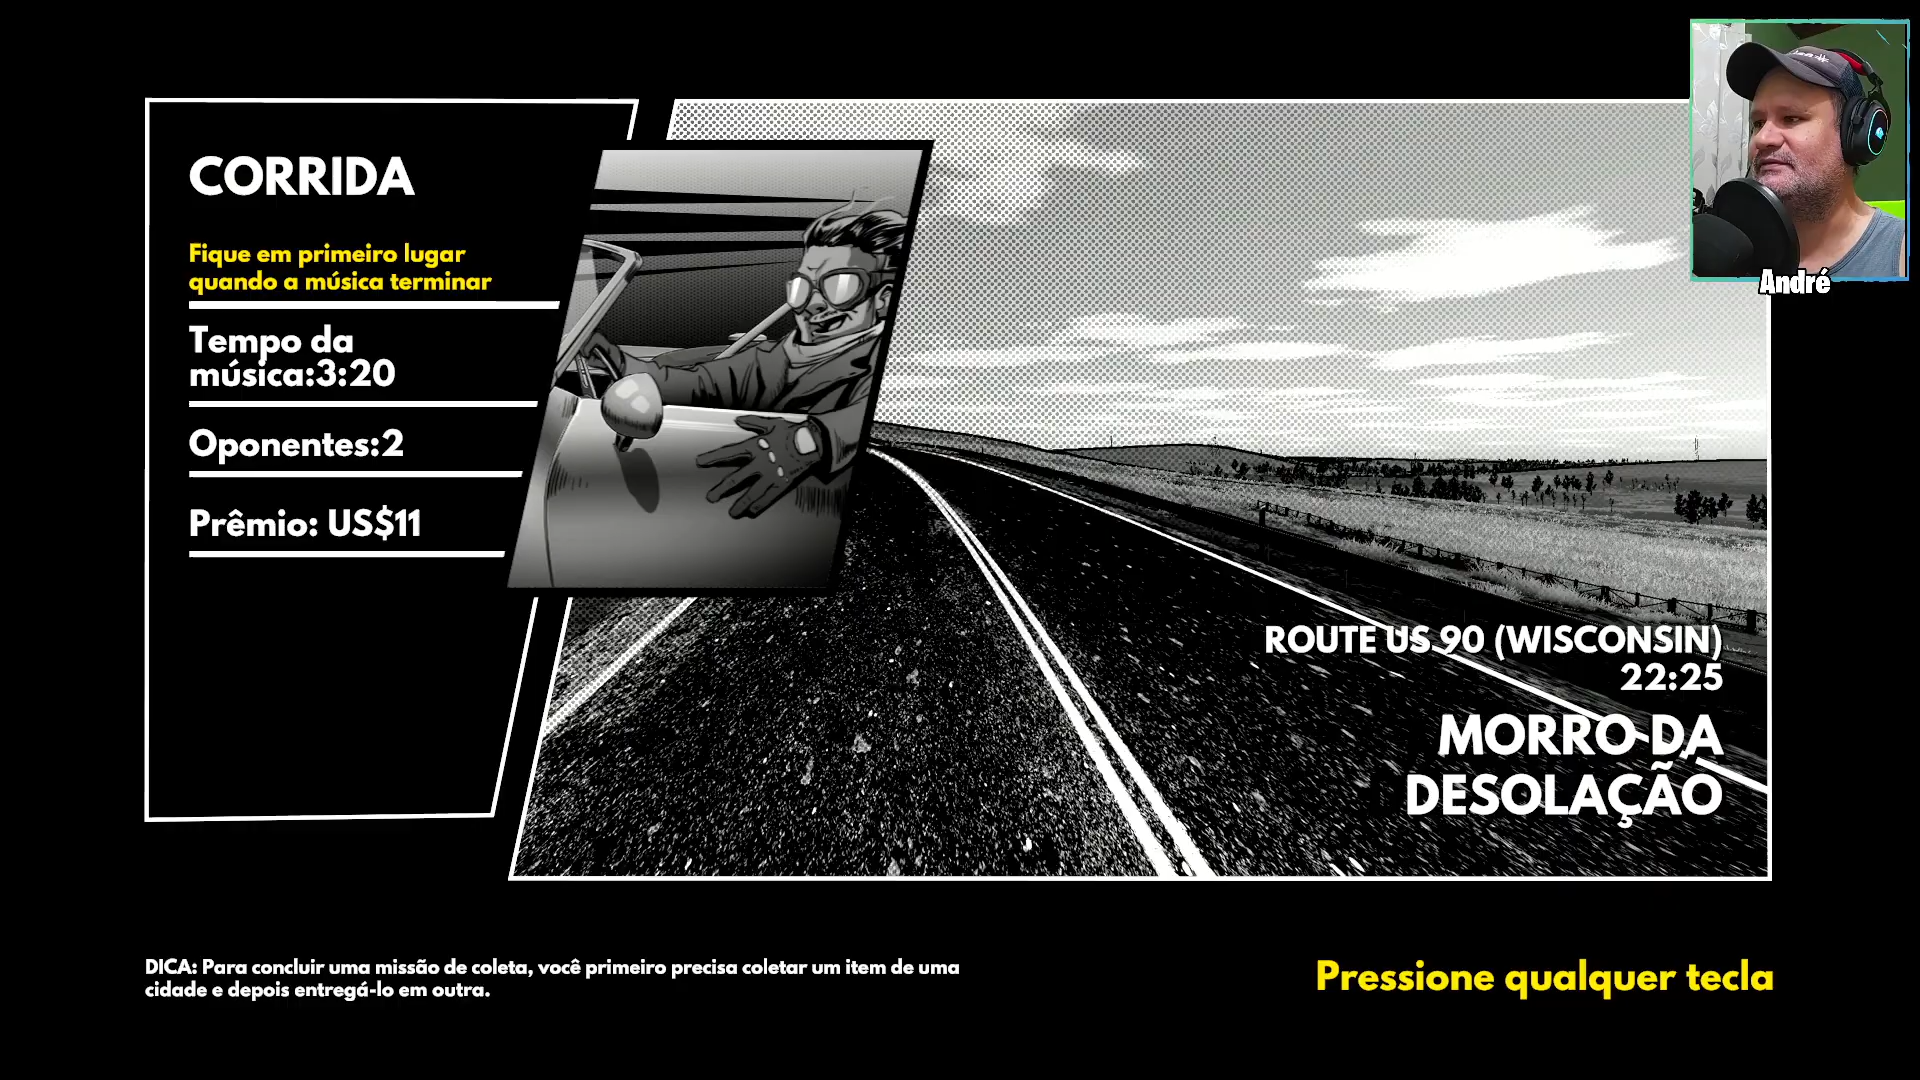 CORRIDA
Fique em primeiro lugar
quando a música terminar
Tempo da
música:3:20
Oponentes:2
Prêmio: US$11
André
ROUTE US 90 (WISCONSIN)
22:25
MORRO DA
DESOLAÇÃO
DICA: Para concluir uma missão de coleta, você primeiro precisa coletar um item de uma
cidade e depois entregá-lo em outra.
Pressione qualquer tecla